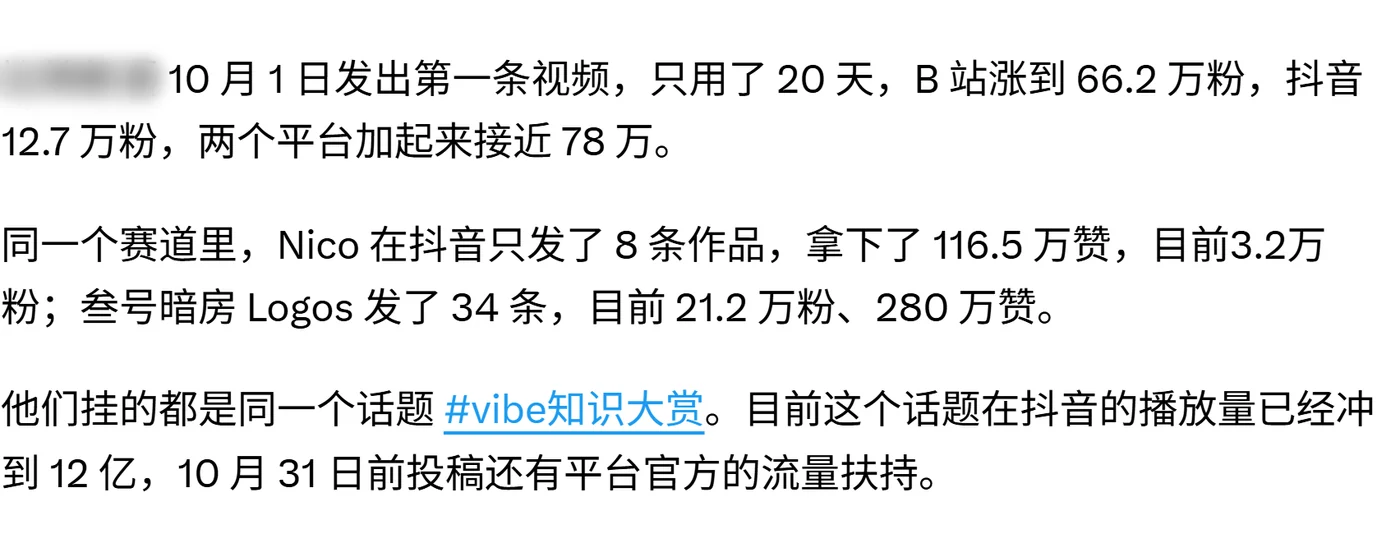 10 月 1 日发出第一条视频，只用了 20 天，B 站涨到 66.2 万粉，抖音
12.7 万粉，两个平台加起来接近 78 万。
同一个赛道里，Nico 在抖音只发了 8 条作品，拿下了 116.5 万赞，目前3.2万
粉；叁号暗房 Logos 发了 34 条，目前 21.2 万粉、280 万赞。
他们挂的都是同一个话题 #vibe知识大赏。目前这个话题在抖音的播放量已经冲
到 12 亿，10 月 31 日前投稿还有平台官方的流量扶持。